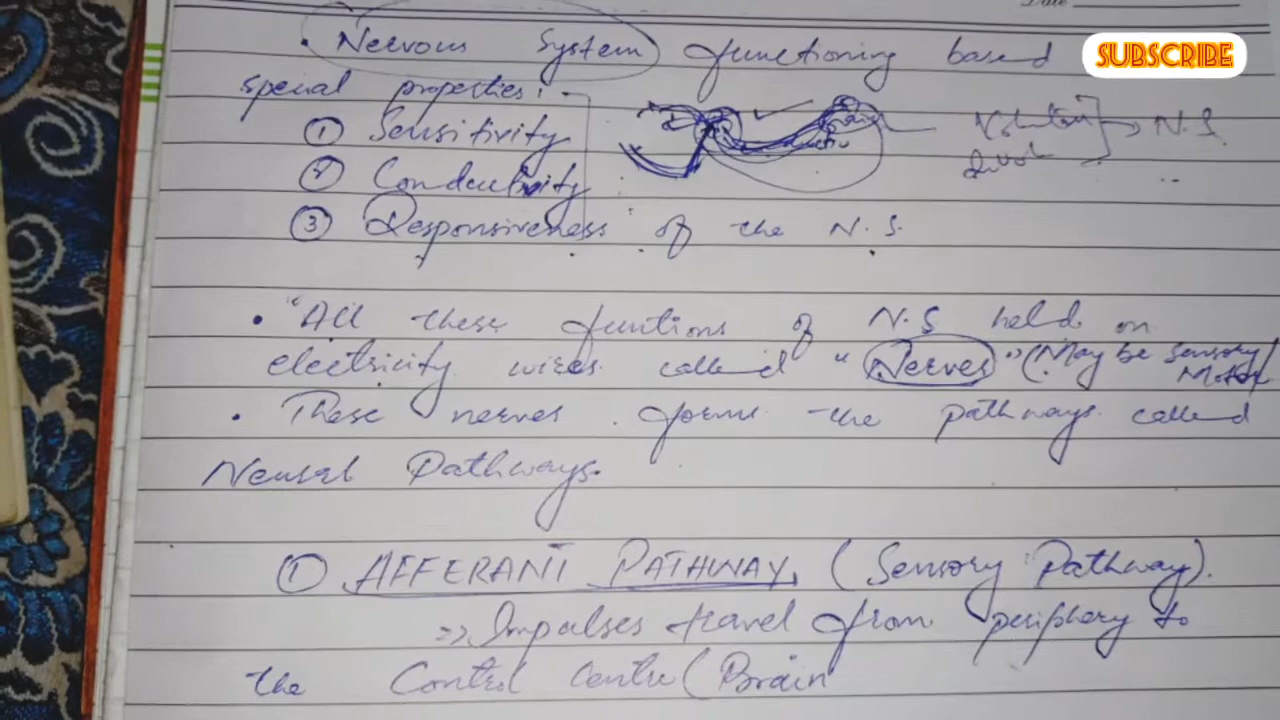 Date
SUBSCRIBE
• Nervous System functioning based
special properties:
① Sensitivity
② Conductivity
③ Responsiveness of the N.S.
N.S
• "All these funtions of N.S held on
electricity wires called "Nerves" (May be Sensory/
Motor
• These nerves forms the pathways called
Neural Pathways.
① AFFERANT PATHWAY (Sensory Pathway).
=> Impulses travel from periphery to
the Control Centre (Brain